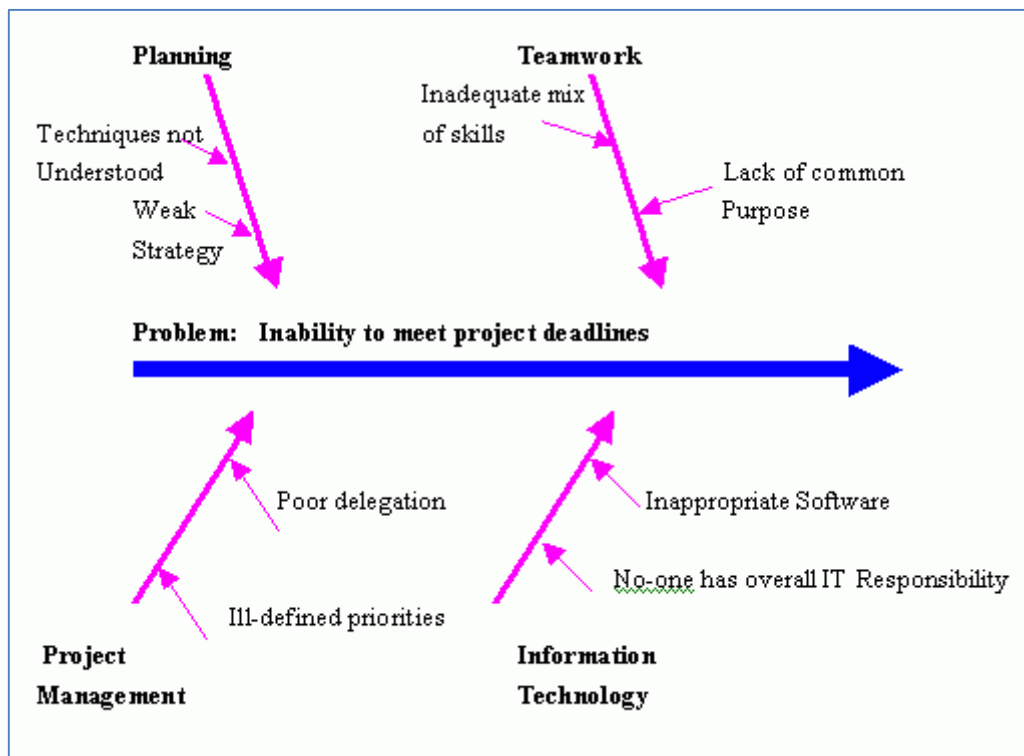 Planning
Teamwork
Techniques not
Understood
Weak
Strategy
Inadequate mix
of skills
Lack of common
Purpose
Problem: Inability to meet project deadlines
Poor delegation
Ill-defined priorities
Inappropriate Software
No-one has overall IT Responsibility
Project
Management
Information
Technology